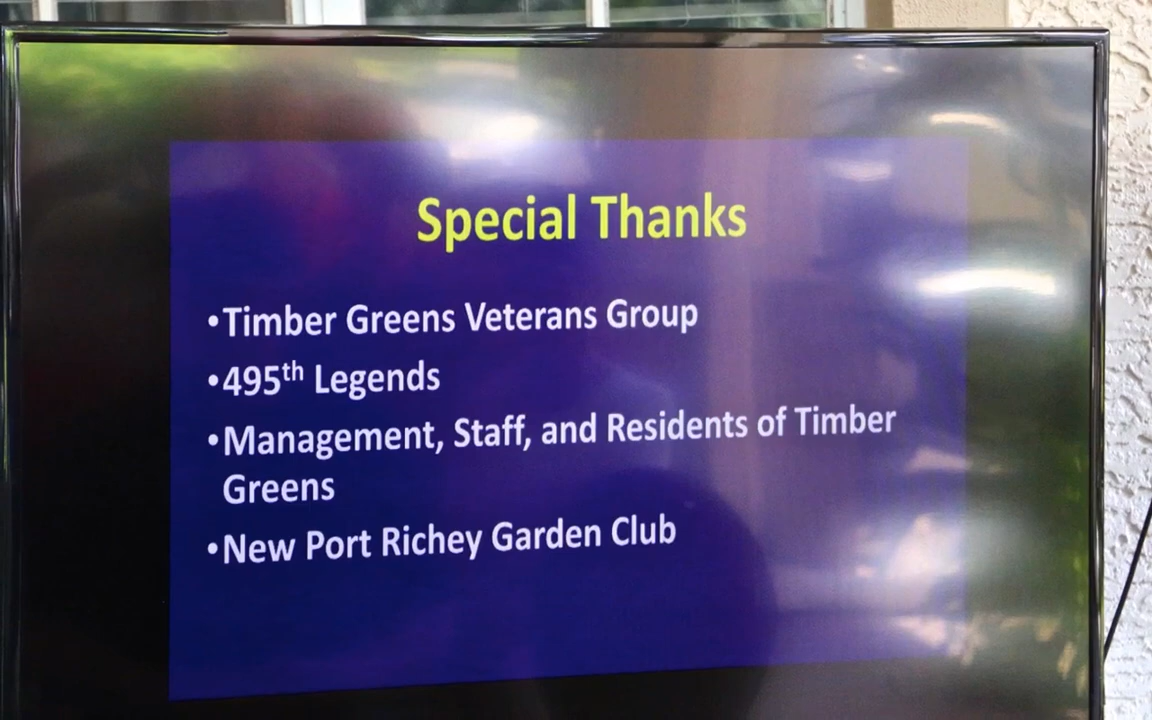 Special Thanks
•Timber Greens Veterans Group
•495th Legends
•Management, Staff, and Residents of Timber
Greens
•New Port Richey Garden Club